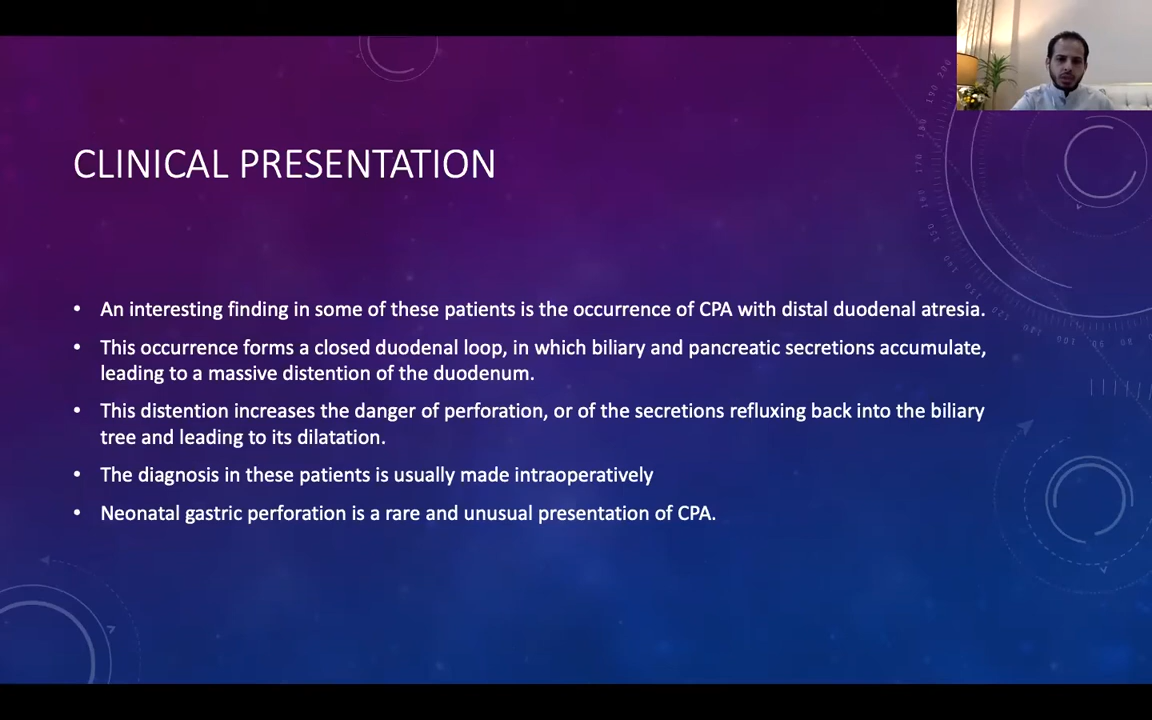 CLINICAL PRESENTATION
• An interesting finding in some of these patients is the occurrence of CPA with distal duodenal atresia.
• This occurrence forms a closed duodenal loop, in which biliary and pancreatic secretions accumulate,
leading to a massive distention of the duodenum.
• This distention increases the danger of perforation, or of the secretions refluxing back into the biliary
tree and leading to its dilatation.
• The diagnosis in these patients is usually made intraoperatively
• Neonatal gastric perforation is a rare and unusual presentation of CPA.